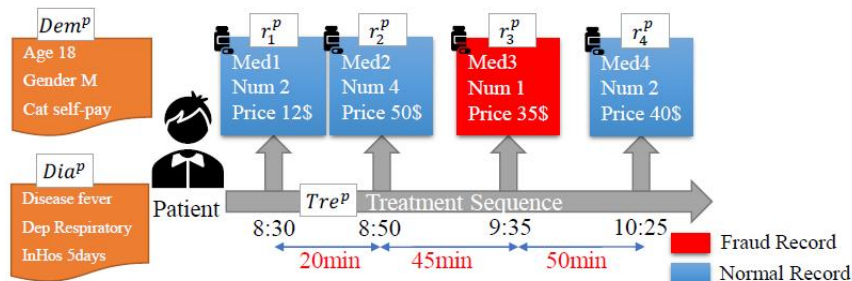 Dem^p
Age 18
Gender M
Cat self-pay
Dia^p
Disease fever
Dep Respiratory
InHos 5days
Patient
r_1^p
Med1
Num 2
Price 12$
r_2^p
Med2
Num 4
Price 50$
r_3^p
Med3
Num 1
Price 35$
r_4^p
Med4
Num 2
Price 40$
Tre^p Treatment Sequence
8:30 8:50 9:35 10:25
20min 45min 50min
Fraud Record
Normal Record